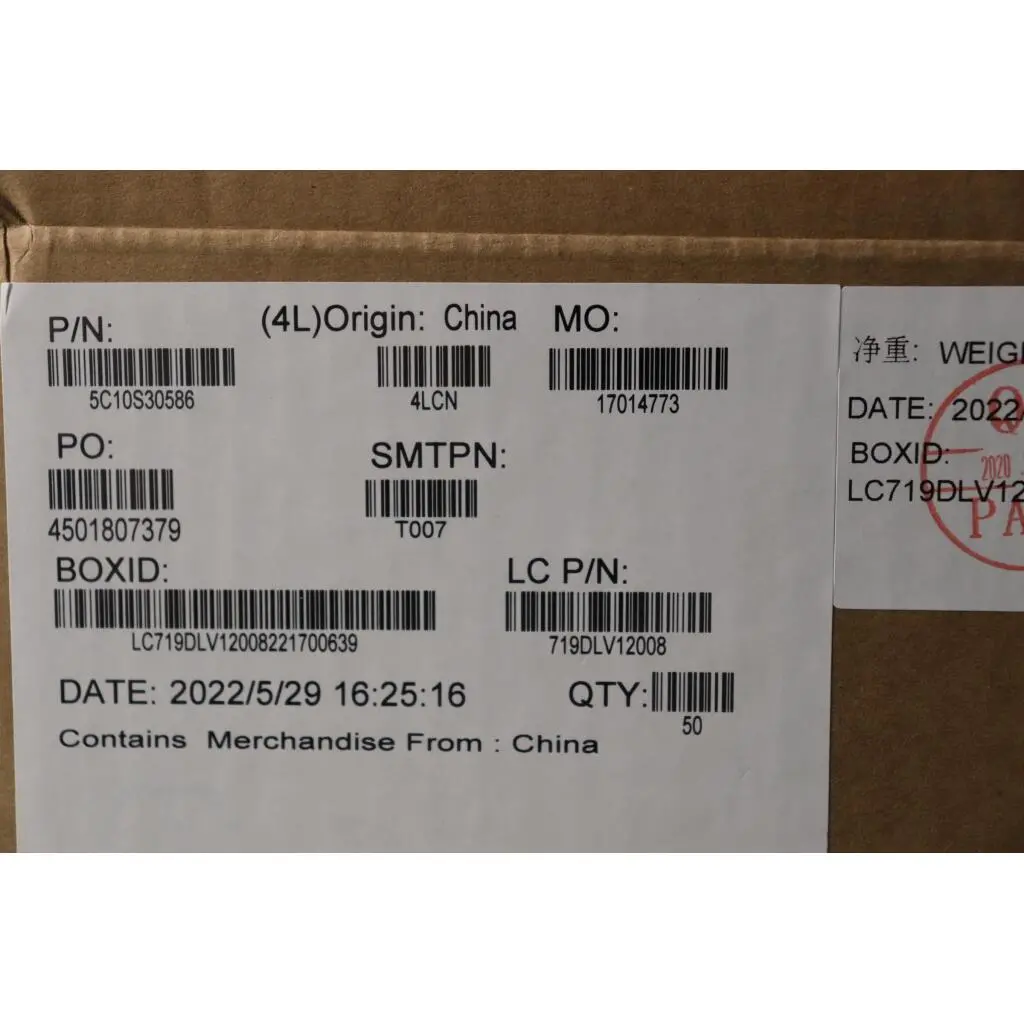 P/N:
(4L)Origin: China
MO:
5C10S30586
4LCN
17014773
PO:
SMTPN:
4501807379
T007
BOXID:
LC P/N:
LC719DLV12008221700639
719DLV12008
DATE: 2022/5/29 16:25:16
QTY:
50
Contains Merchandise From : China
净重: WEIG
DATE: 2022/
BOXID:
LC719DLV12
Q
2020
PA